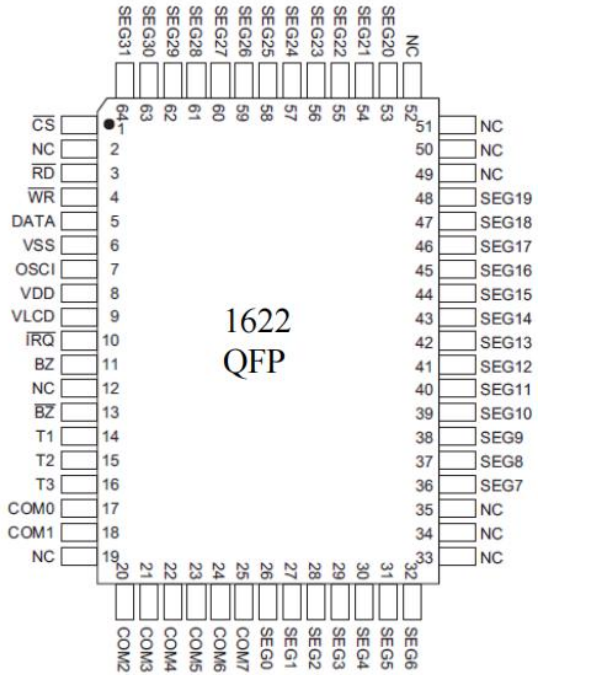 SEG31 SEG30 SEG29 SEG28 SEG27 SEG26 SEG25 SEG24 SEG23 SEG22 SEG21 SEG20 NC
64 63 62 61 60 59 58 57 56 55 54 53 52
C̅S̅ 1 51 NC
NC 2 50 NC
R̅D̅ 3 49 NC
W̅R̅ 4 48 SEG19
DATA 5 47 SEG18
VSS 6 46 SEG17
OSCI 7 45 SEG16
VDD 8 44 SEG15
VLCD 9 43 SEG14
I̅R̅Q̅ 10 42 SEG13
BZ 11 41 SEG12
NC 12 40 SEG11
B̅Z̅ 13 39 SEG10
T1 14 38 SEG9
T2 15 37 SEG8
T3 16 36 SEG7
COM0 17 35 NC
COM1 18 34 NC
NC 19 33 NC
1622
QFP
20 21 22 23 24 25 26 27 28 29 30 31 32
COM2 COM3 COM4 COM5 COM6 COM7 SEG0 SEG1 SEG2 SEG3 SEG4 SEG5 SEG6